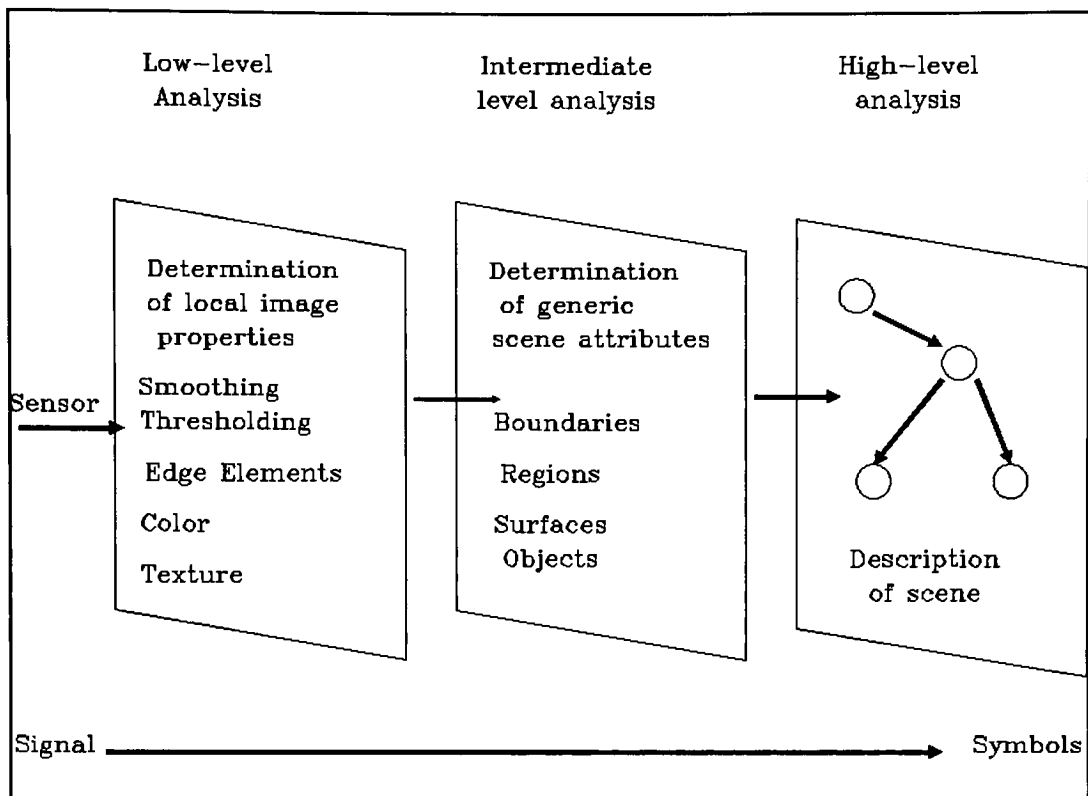 Low-level
Analysis
Intermediate
level analysis
High-level
analysis
Sensor
Determination
of local image
properties
Smoothing
Thresholding
Edge Elements
Color
Texture
Determination
of generic
scene attributes
Boundaries
Regions
Surfaces
Objects
Description
of scene
Signal
Symbols